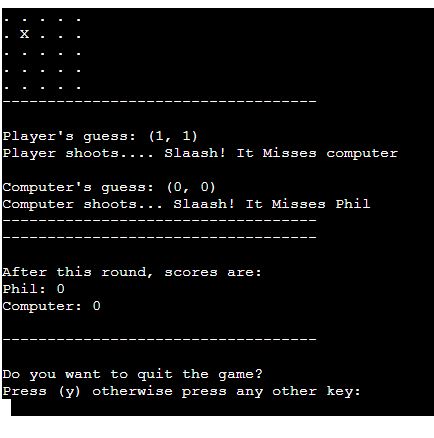 . . . . .
. X . . .
. . . . .
. . . . .
. . . . .
-----------------------------------
Player's guess: (1, 1)
Player shoots.... Slaash! It Misses computer
Computer's guess: (0, 0)
Computer shoots... Slaash! It Misses Phil
-----------------------------------
-----------------------------------
After this round, scores are:
Phil: 0
Computer: 0
-----------------------------------
Do you want to quit the game?
Press (y) otherwise press any other key: